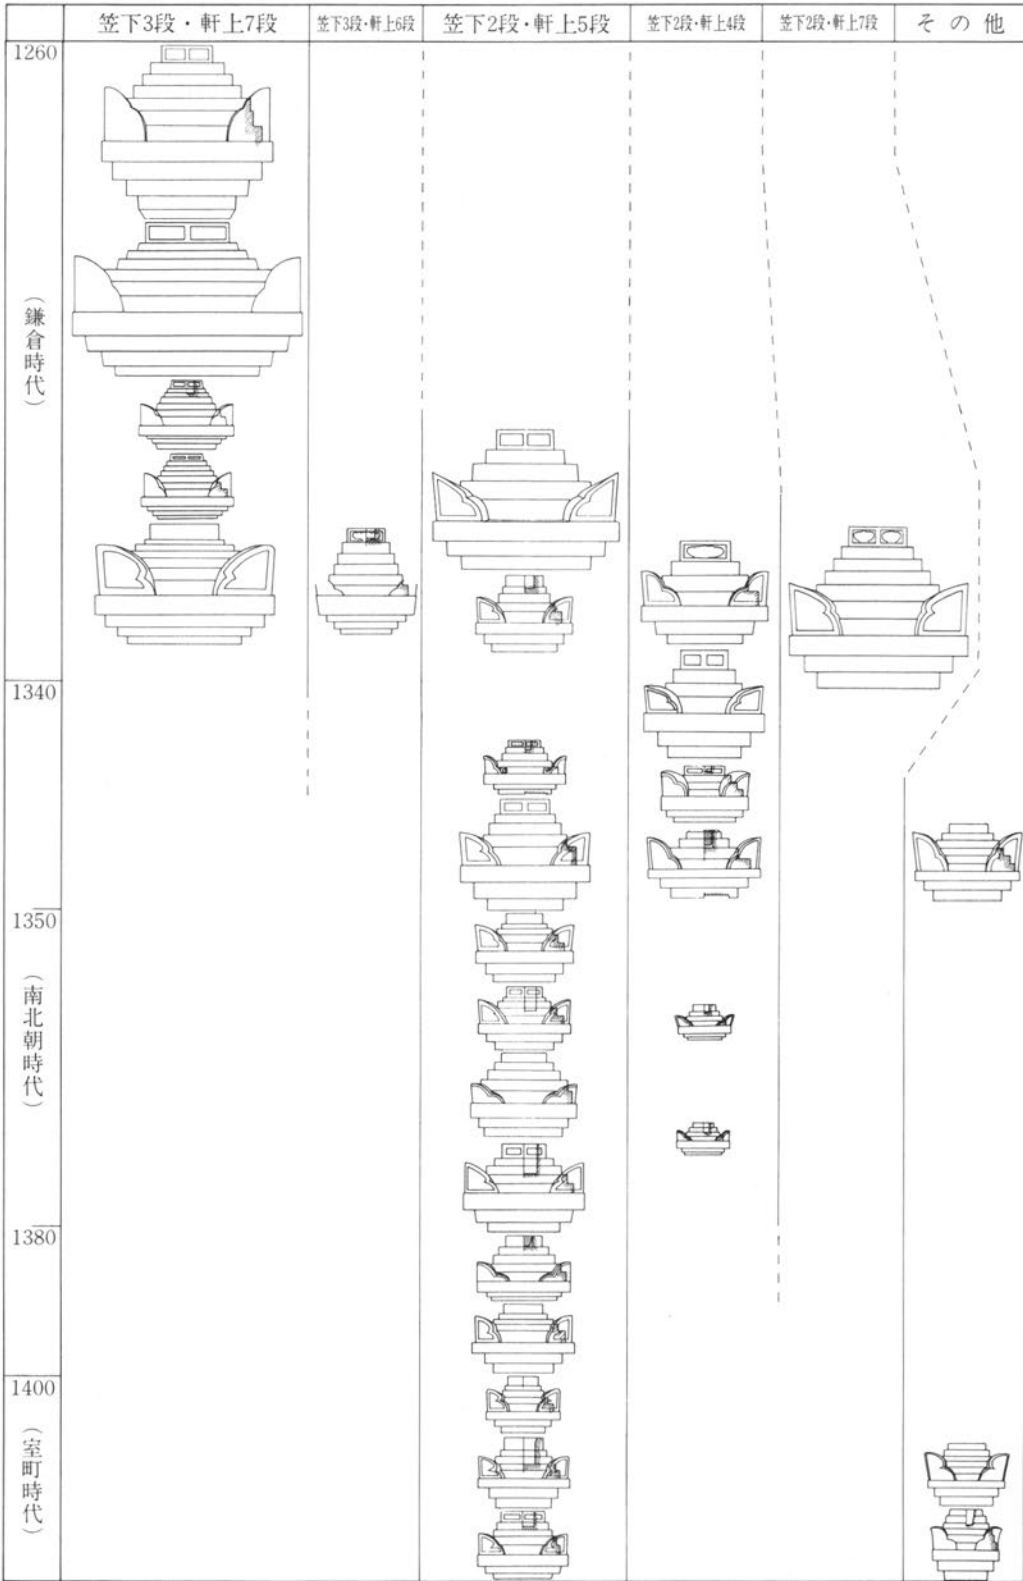 笠下3段・軒上7段
笠下3段・軒上6段
笠下2段・軒上5段
笠下2段・軒上4段
笠下2段・軒上7段
その他
1260
（鎌倉時代）
1340
1350
（南北朝時代）
1380
1400
（室町時代）